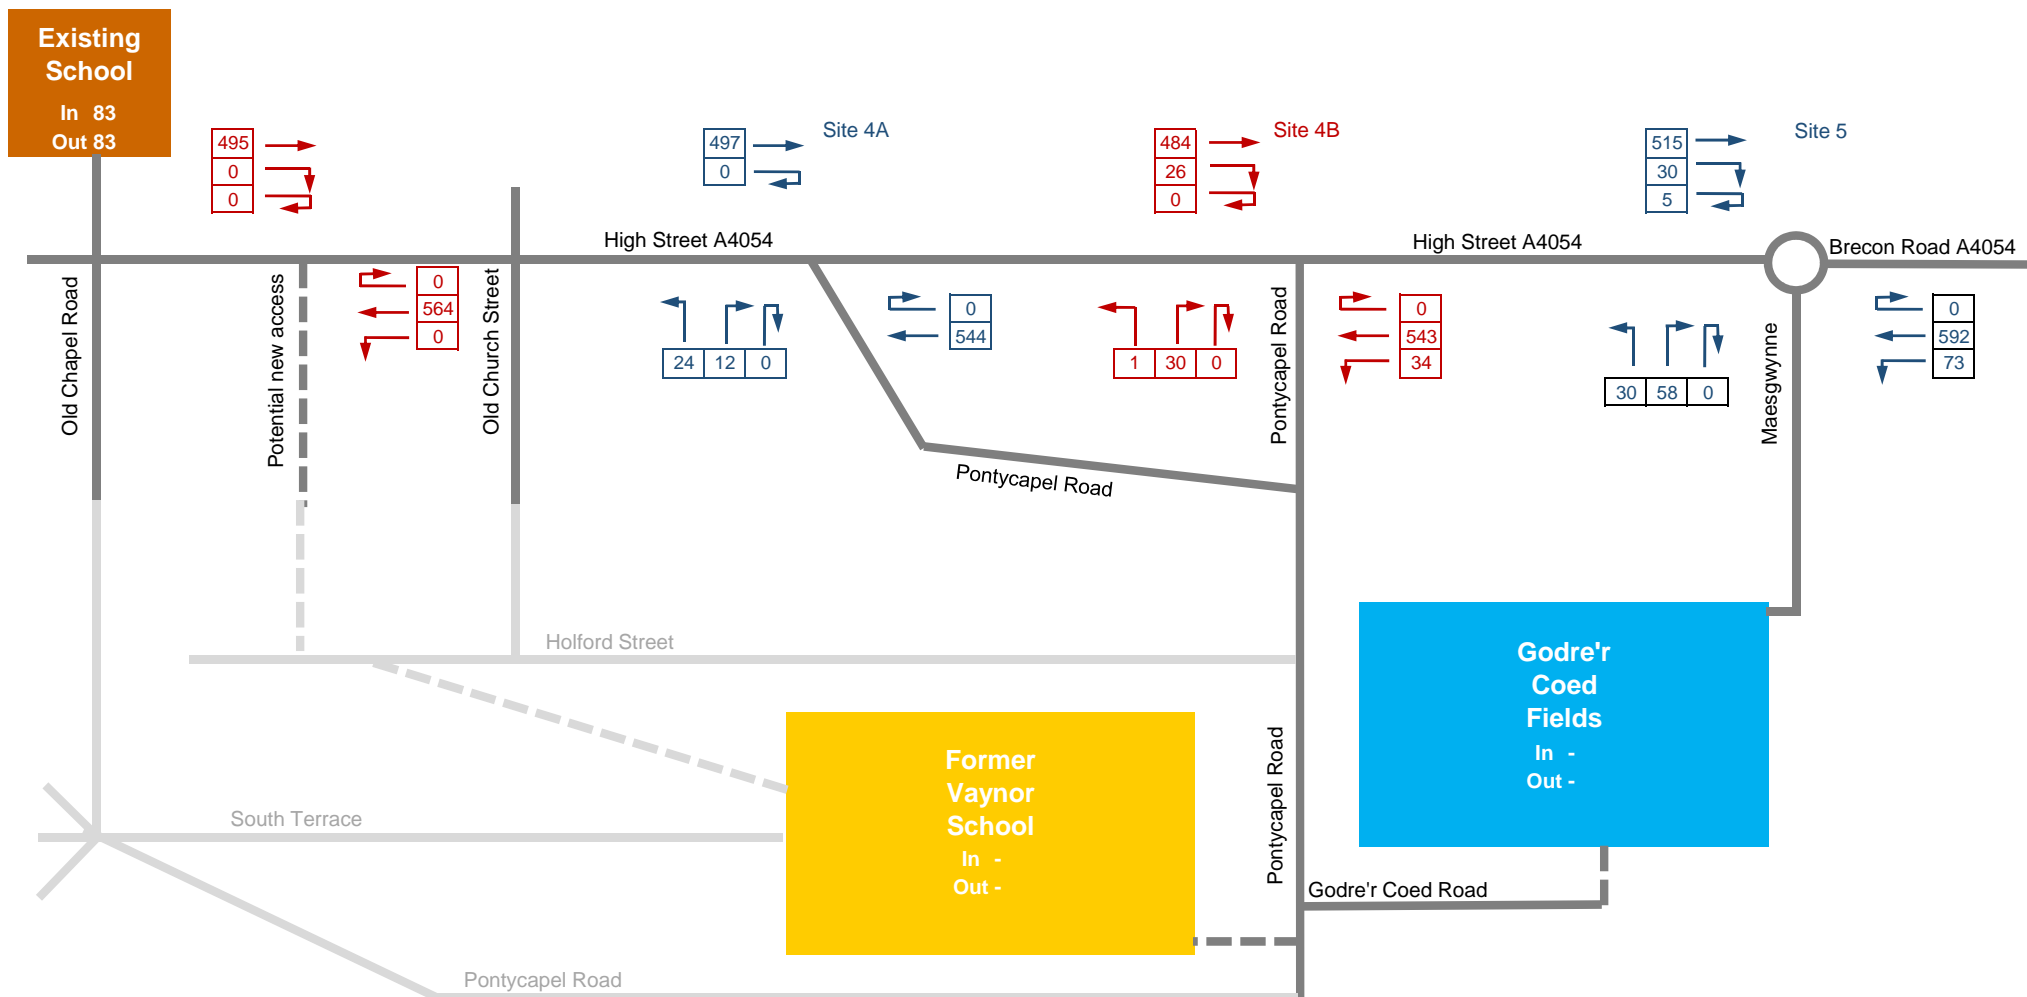 Existing
School
In 83
Out 83
495
0
0
497
0
Site 4A
484
26
0
Site 4B
515
30
5
Site 5
High Street A4054
High Street A4054
Brecon Road A4054
Old Chapel Road
Potential new access
0
564
0
Old Church Street
24 12 0
0
544
1 30 0
Pontycapel Road
0
543
34
30 58 0
Maesgwynne
0
592
73
Pontycapel Road
Holford Street
Godre'r
Coed
Fields
In -
Out -
Former
Vaynor
School
In -
Out -
Pontycapel Road
South Terrace
Godre'r Coed Road
Pontycapel Road